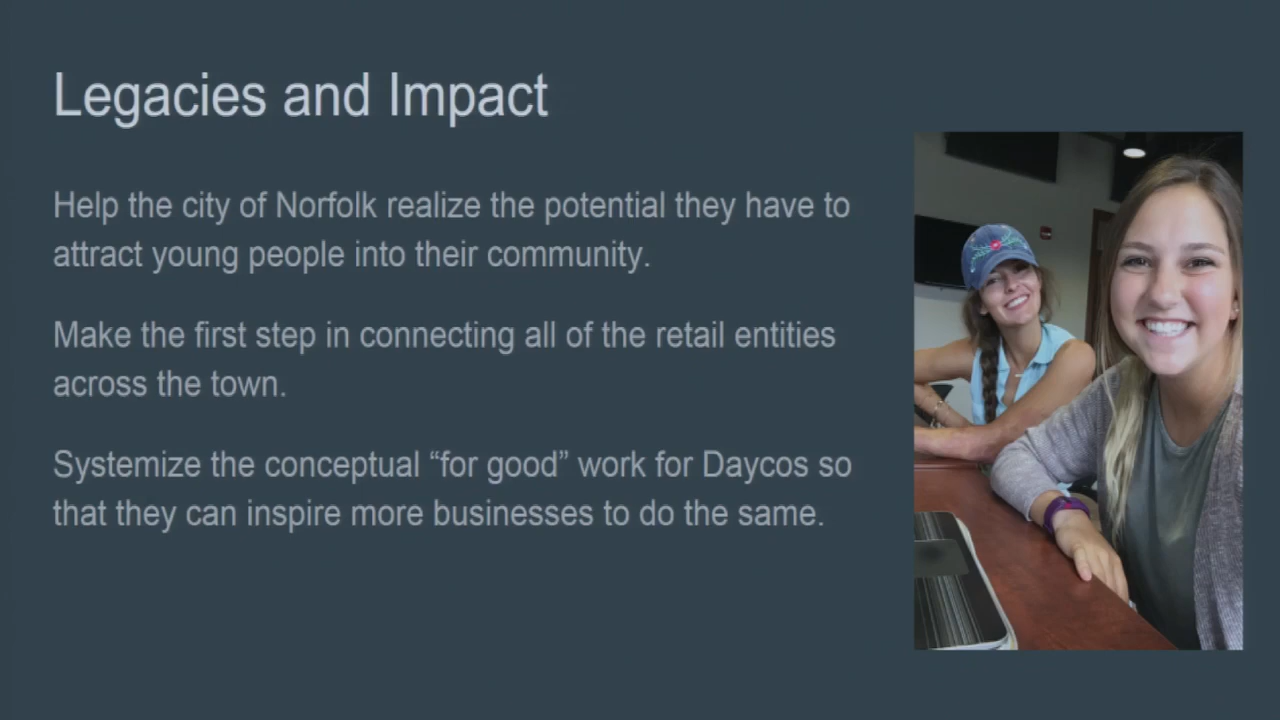 Legacies and Impact
Help the city of Norfolk realize the potential they have to
attract young people into their community.
Make the first step in connecting all of the retail entities
across the town.
Systemize the conceptual “for good” work for Daycos so
that they can inspire more businesses to do the same.